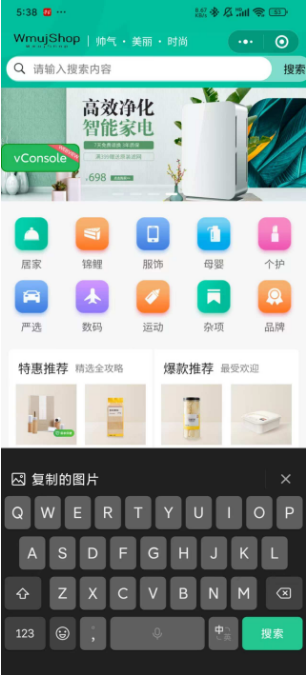 5:38
WmujShop 帅气 · 美丽 · 时尚
请输入搜索内容 搜索
高效净化
智能家电
698
vConsole
居家 锦鲤 服饰 母婴 个护
严选 数码 运动 杂项 品牌
特惠推荐 精选全攻略 爆款推荐 最受欢迎
复制的图片
Q W E R T Y U I O P
A S D F G H J K L
Z X C V B N M
123 , 中 英 搜索